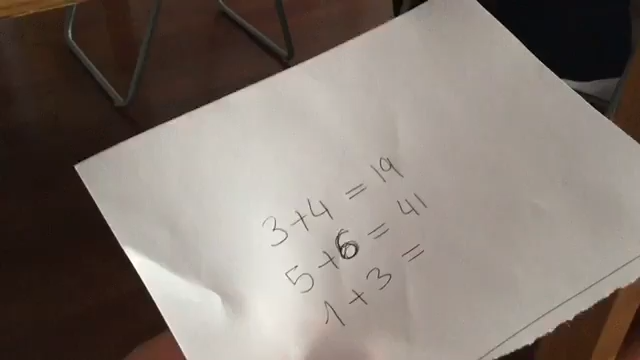 3+4 = 19
5+6 = 41
1+3 =